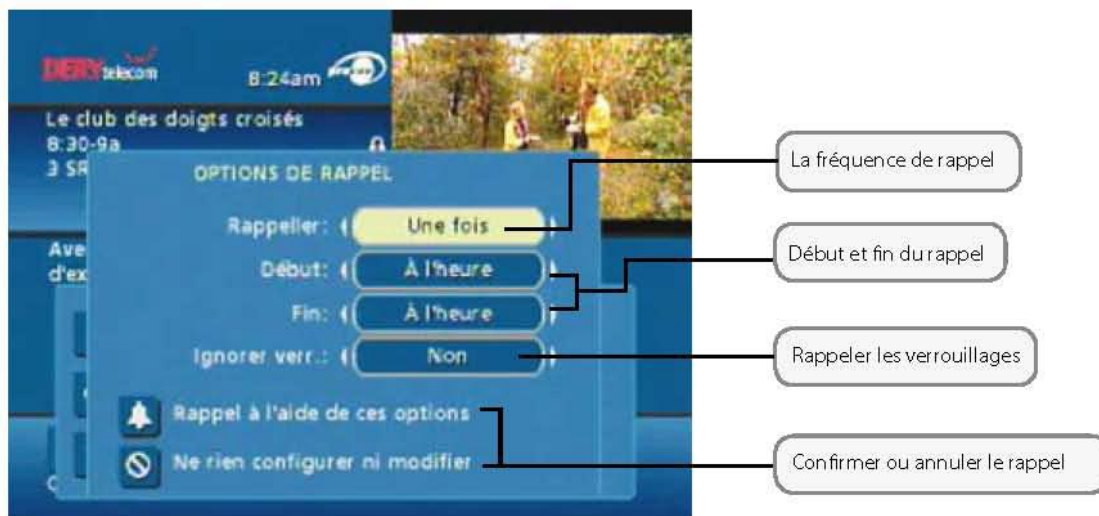 DERYtelecom
8:24am
Le club des doigts croisés
8:30-9a
3 SR
OPTIONS DE RAPPEL
Rappeller: Une fois
Ave
d'ex
Début: À l'heure
Fin: À l'heure
Ignorer verr.: Non
Rappel à l'aide de ces options
Ne rien configurer ni modifier
La fréquence de rappel
Début et fin du rappel
Rappeler les verrouillages
Confirmer ou annuler le rappel